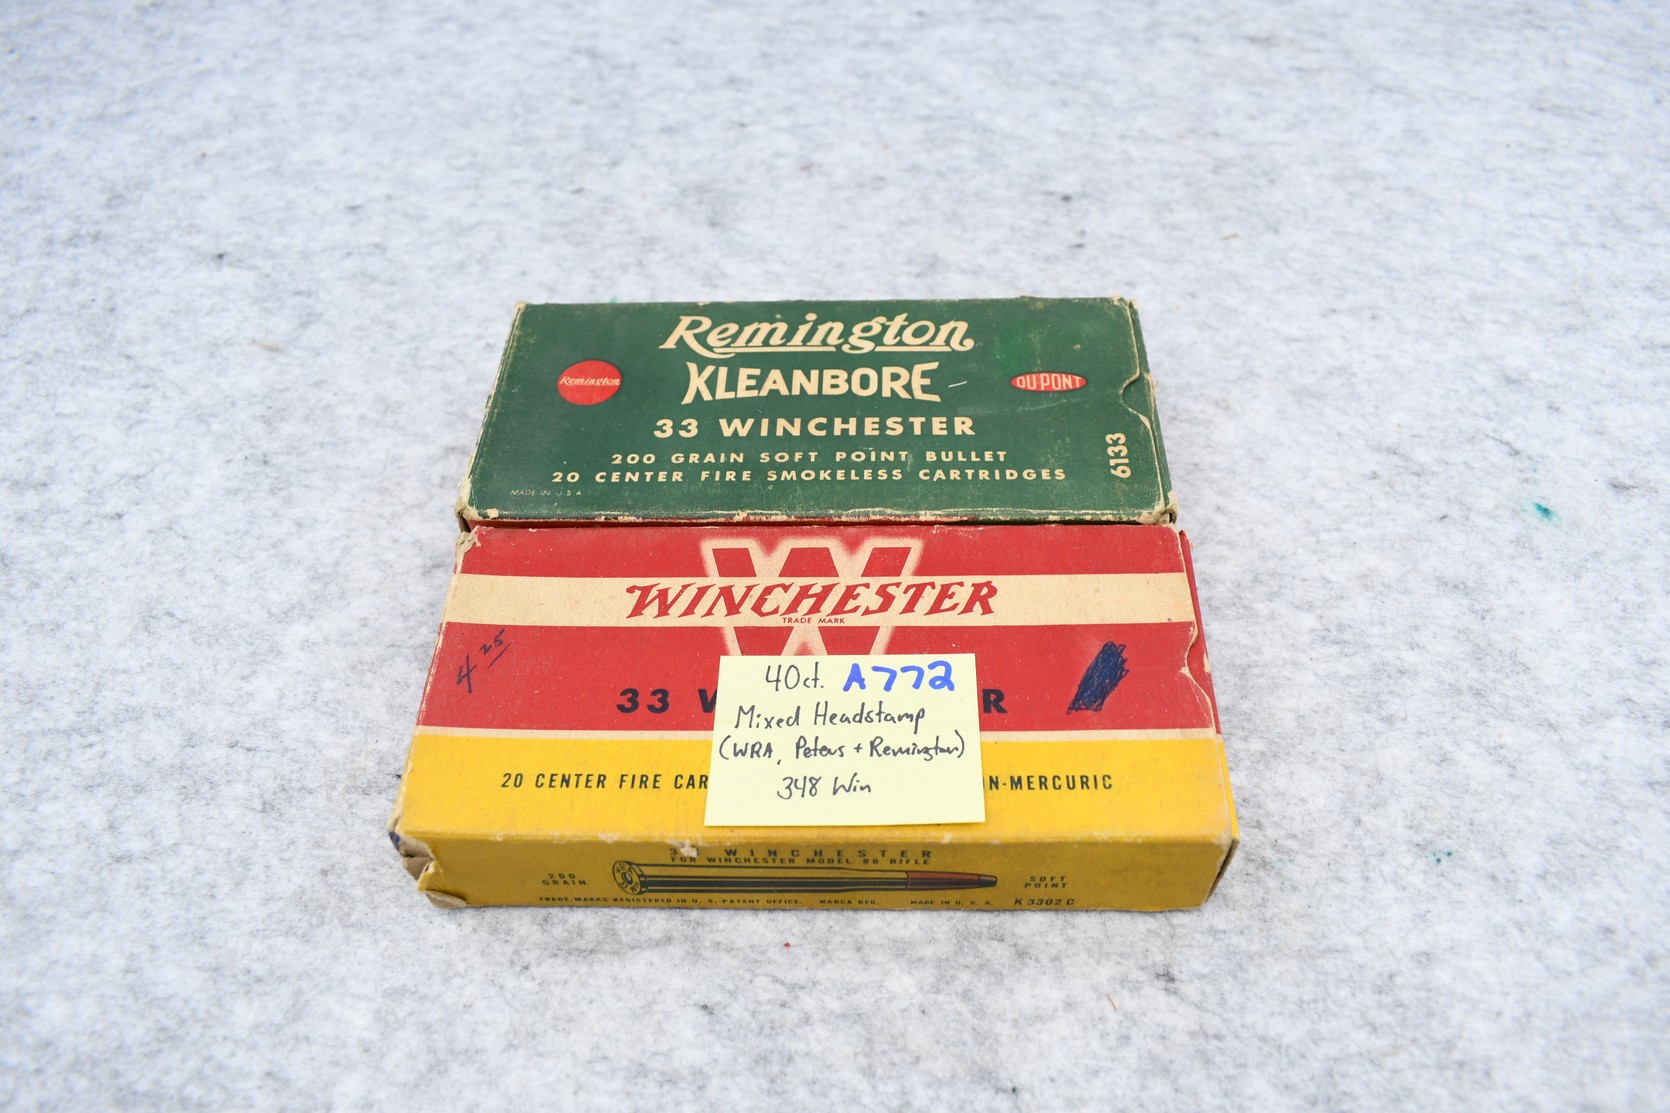 Remington
KLEANBORE
Remington
DU PONT
33 WINCHESTER
200 GRAIN SOFT POINT BULLET
20 CENTER FIRE SMOKELESS CARTRIDGES
6133
MADE IN U S A
W
WINCHESTER
TRADE MARK
4 25
40ct. A772
33 W R
Mixed Headstamp
(WRA, Peters + Remington)
348 Win
20 CENTER FIRE CAR N-MERCURIC
WINCHESTER
FOR WINCHESTER MODEL 86 RIFLE
200
GRAIN
SOFT
POINT
TRADE-MARKS REGISTERED IN U. S. PATENT OFFICE. MARCA REG. MADE IN U. S. A. K 3302 C